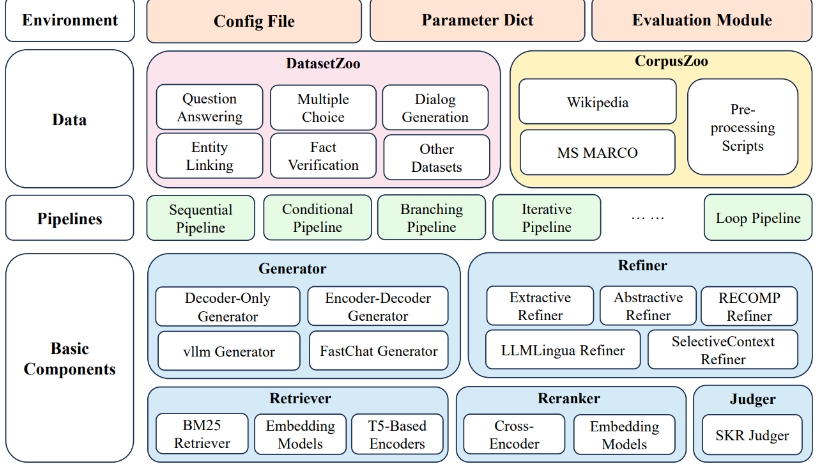 Environment
Config File
Parameter Dict
Evaluation Module
Data
DatasetZoo
Question
Answering
Multiple
Choice
Dialog
Generation
Entity
Linking
Fact
Verification
Other
Datasets
CorpusZoo
Wikipedia
MS MARCO
Pre-
processing
Scripts
Pipelines
Sequential
Pipeline
Conditional
Pipeline
Branching
Pipeline
Iterative
Pipeline
... ...
Loop Pipeline
Basic
Components
Generator
Decoder-Only
Generator
Encoder-Decoder
Generator
vllm Generator
FastChat Generator
Refiner
Extractive
Refiner
Abstractive
Refiner
RECOMP
Refiner
LLMLingua Refiner
SelectiveContext
Refiner
Retriever
BM25
Retriever
Embedding
Models
T5-Based
Encoders
Reranker
Cross-
Encoder
Embedding
Models
Judger
SKR Judger